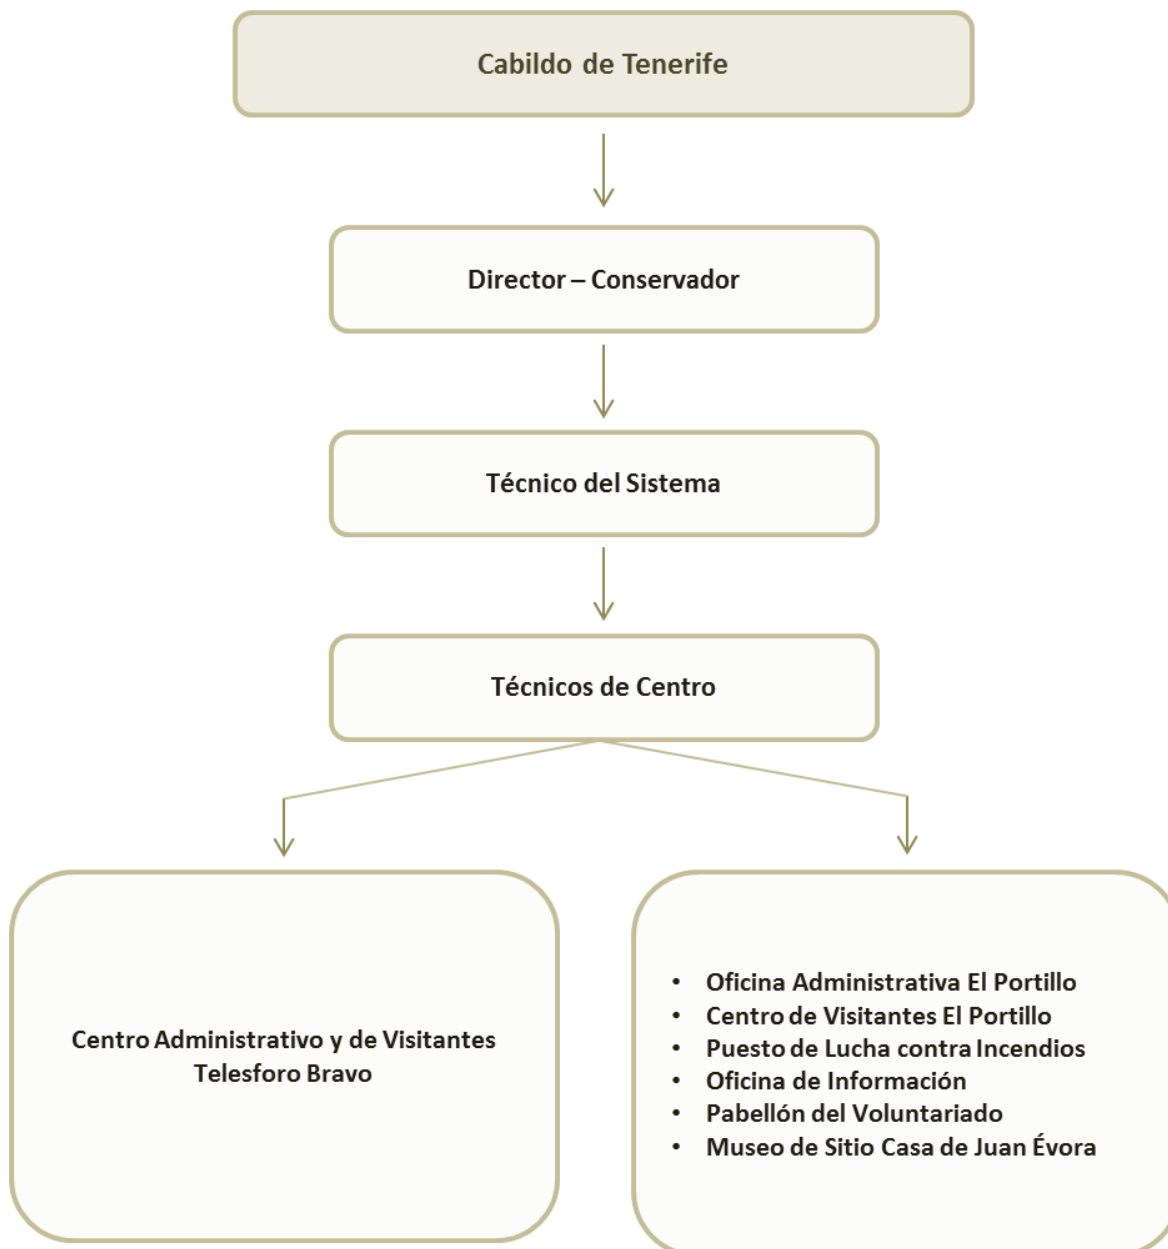 Cabildo de Tenerife
Director – Conservador
Técnico del Sistema
Técnicos de Centro
Centro Administrativo y de Visitantes
Telesforo Bravo
• Oficina Administrativa El Portillo
• Centro de Visitantes El Portillo
• Puesto de Lucha contra Incendios
• Oficina de Información
• Pabellón del Voluntariado
• Museo de Sitio Casa de Juan Évora